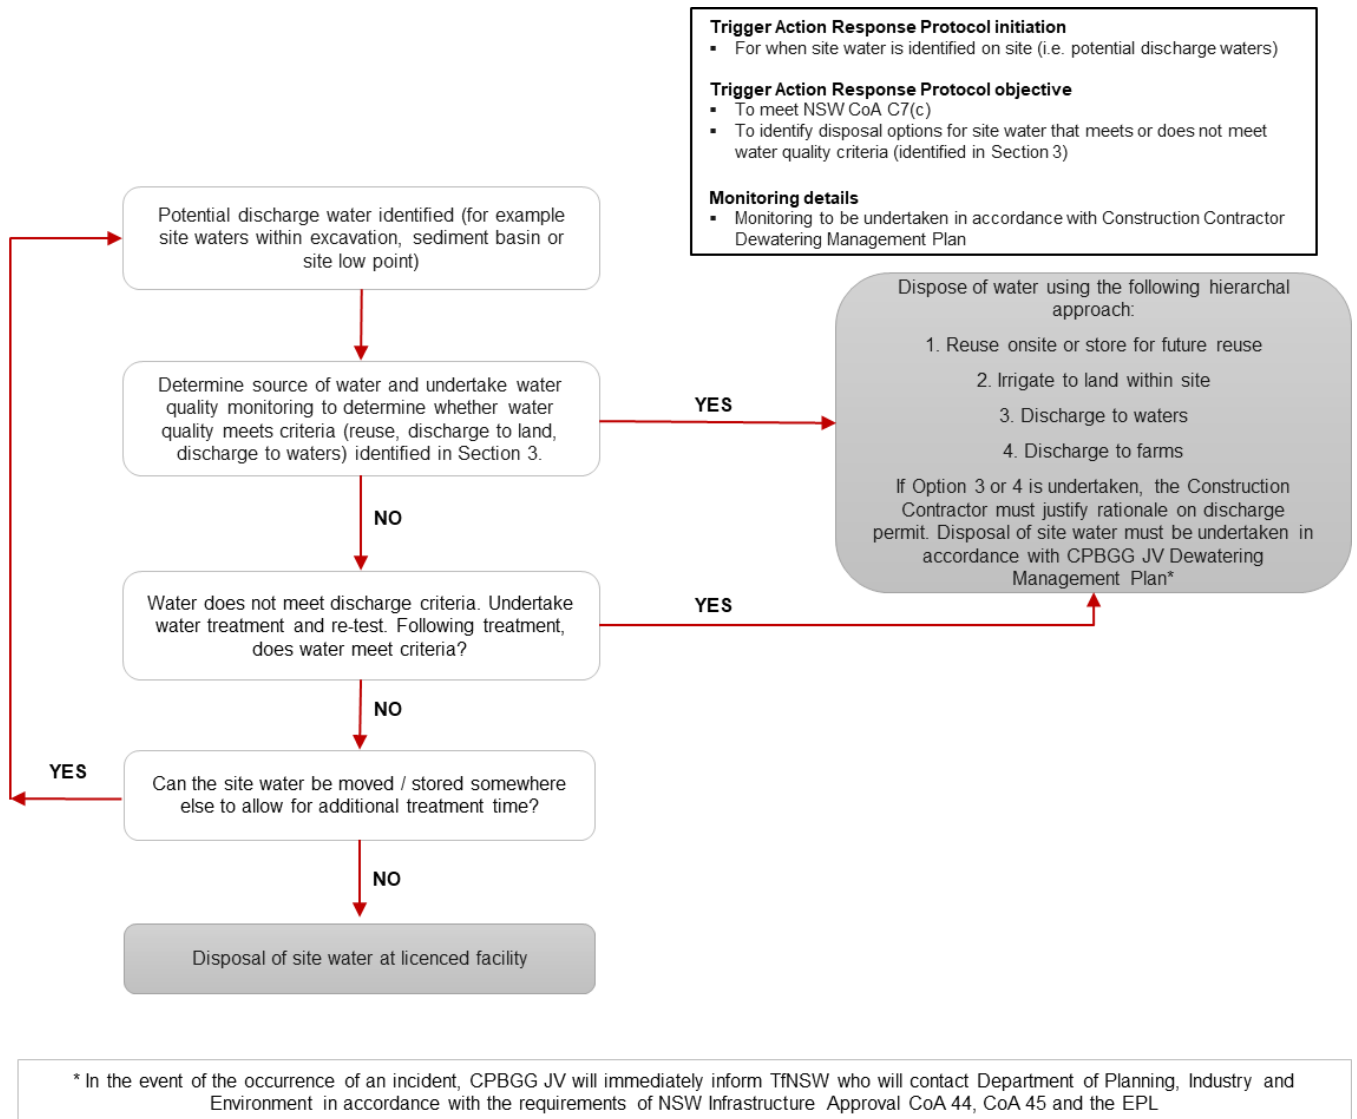 Trigger Action Response Protocol initiation
▪ For when site water is identified on site (i.e. potential discharge waters)
Trigger Action Response Protocol objective
▪ To meet NSW CoA C7(c)
▪ To identify disposal options for site water that meets or does not meet
water quality criteria (identified in Section 3)
Monitoring details
▪ Monitoring to be undertaken in accordance with Construction Contractor
Dewatering Management Plan
Potential discharge water identified (for example
site waters within excavation, sediment basin or
site low point)
Determine source of water and undertake water
quality monitoring to determine whether water
quality meets criteria (reuse, discharge to land,
discharge to waters) identified in Section 3.
YES
Dispose of water using the following hierarchal
approach:
1. Reuse onsite or store for future reuse
2. Irrigate to land within site
3. Discharge to waters
4. Discharge to farms
If Option 3 or 4 is undertaken, the Construction
Contractor must justify rationale on discharge
permit. Disposal of site water must be undertaken in
accordance with CPBGG JV Dewatering
Management Plan*
NO
Water does not meet discharge criteria. Undertake
water treatment and re-test. Following treatment,
does water meet criteria?
YES
NO
Can the site water be moved / stored somewhere
else to allow for additional treatment time?
YES
NO
Disposal of site water at licenced facility
* In the event of the occurrence of an incident, CPBGG JV will immediately inform TfNSW who will contact Department of Planning, Industry and
Environment in accordance with the requirements of NSW Infrastructure Approval CoA 44, CoA 45 and the EPL